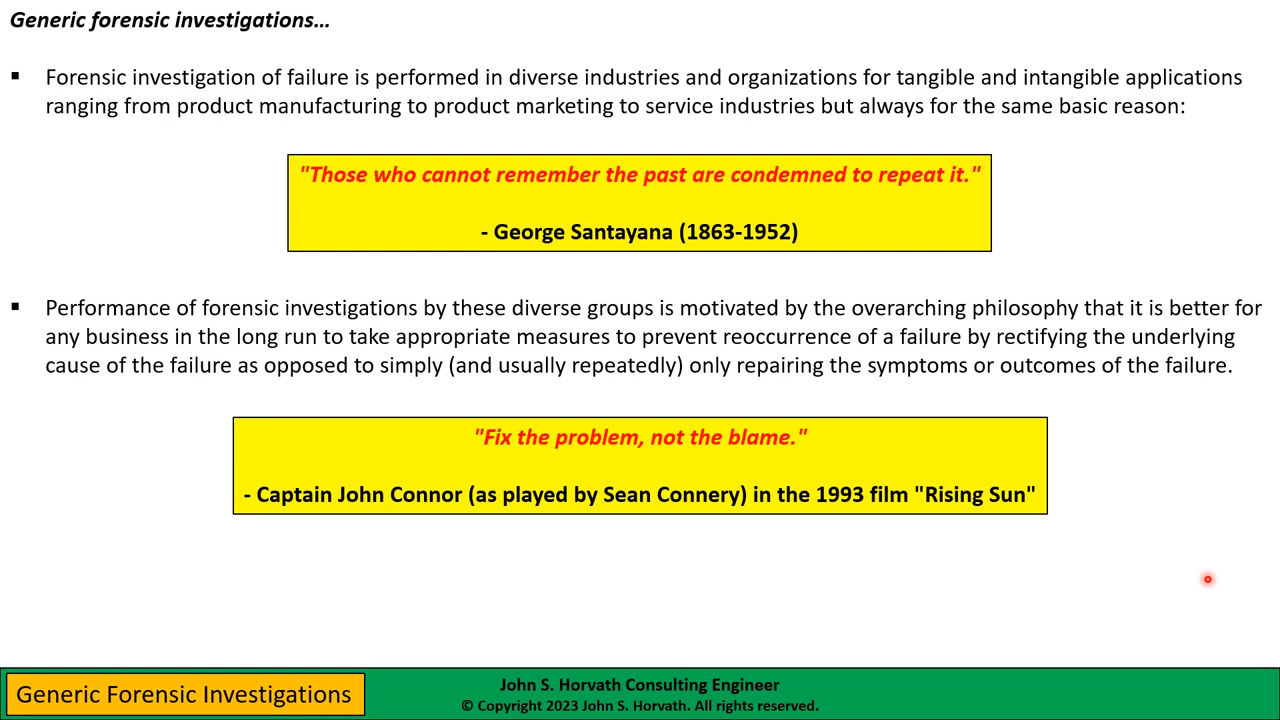 Generic forensic investigations…
▪ Forensic investigation of failure is performed in diverse industries and organizations for tangible and intangible applications
ranging from product manufacturing to product marketing to service industries but always for the same basic reason:
"Those who cannot remember the past are condemned to repeat it."
- George Santayana (1863-1952)
▪ Performance of forensic investigations by these diverse groups is motivated by the overarching philosophy that it is better for
any business in the long run to take appropriate measures to prevent reoccurrence of a failure by rectifying the underlying
cause of the failure as opposed to simply (and usually repeatedly) only repairing the symptoms or outcomes of the failure.
"Fix the problem, not the blame."
- Captain John Connor (as played by Sean Connery) in the 1993 film "Rising Sun"
Generic Forensic Investigations
John S. Horvath Consulting Engineer
© Copyright 2023 John S. Horvath. All rights reserved.